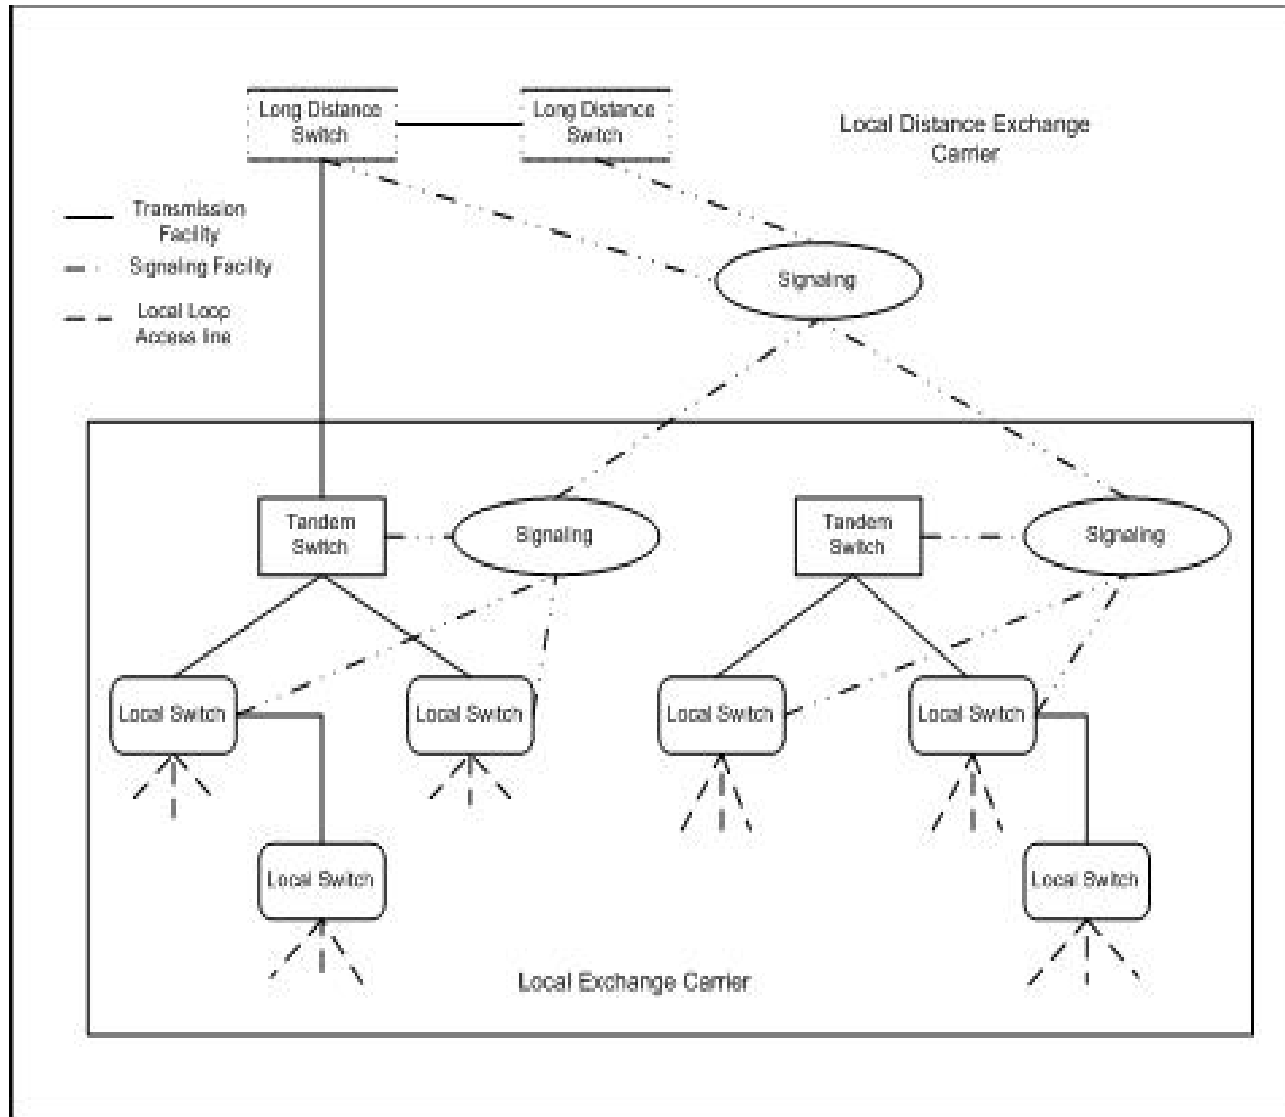 Long Distance
Switch
Long Distance
Switch
Local Distance Exchange
Carrier
Transmission
Facility
Signaling Facility
Local Loop
Access line
Signaling
Tandem
Switch
Signaling
Tandem
Switch
Signaling
Local Switch
Local Switch
Local Switch
Local Switch
Local Switch
Local Switch
Local Exchange Carrier